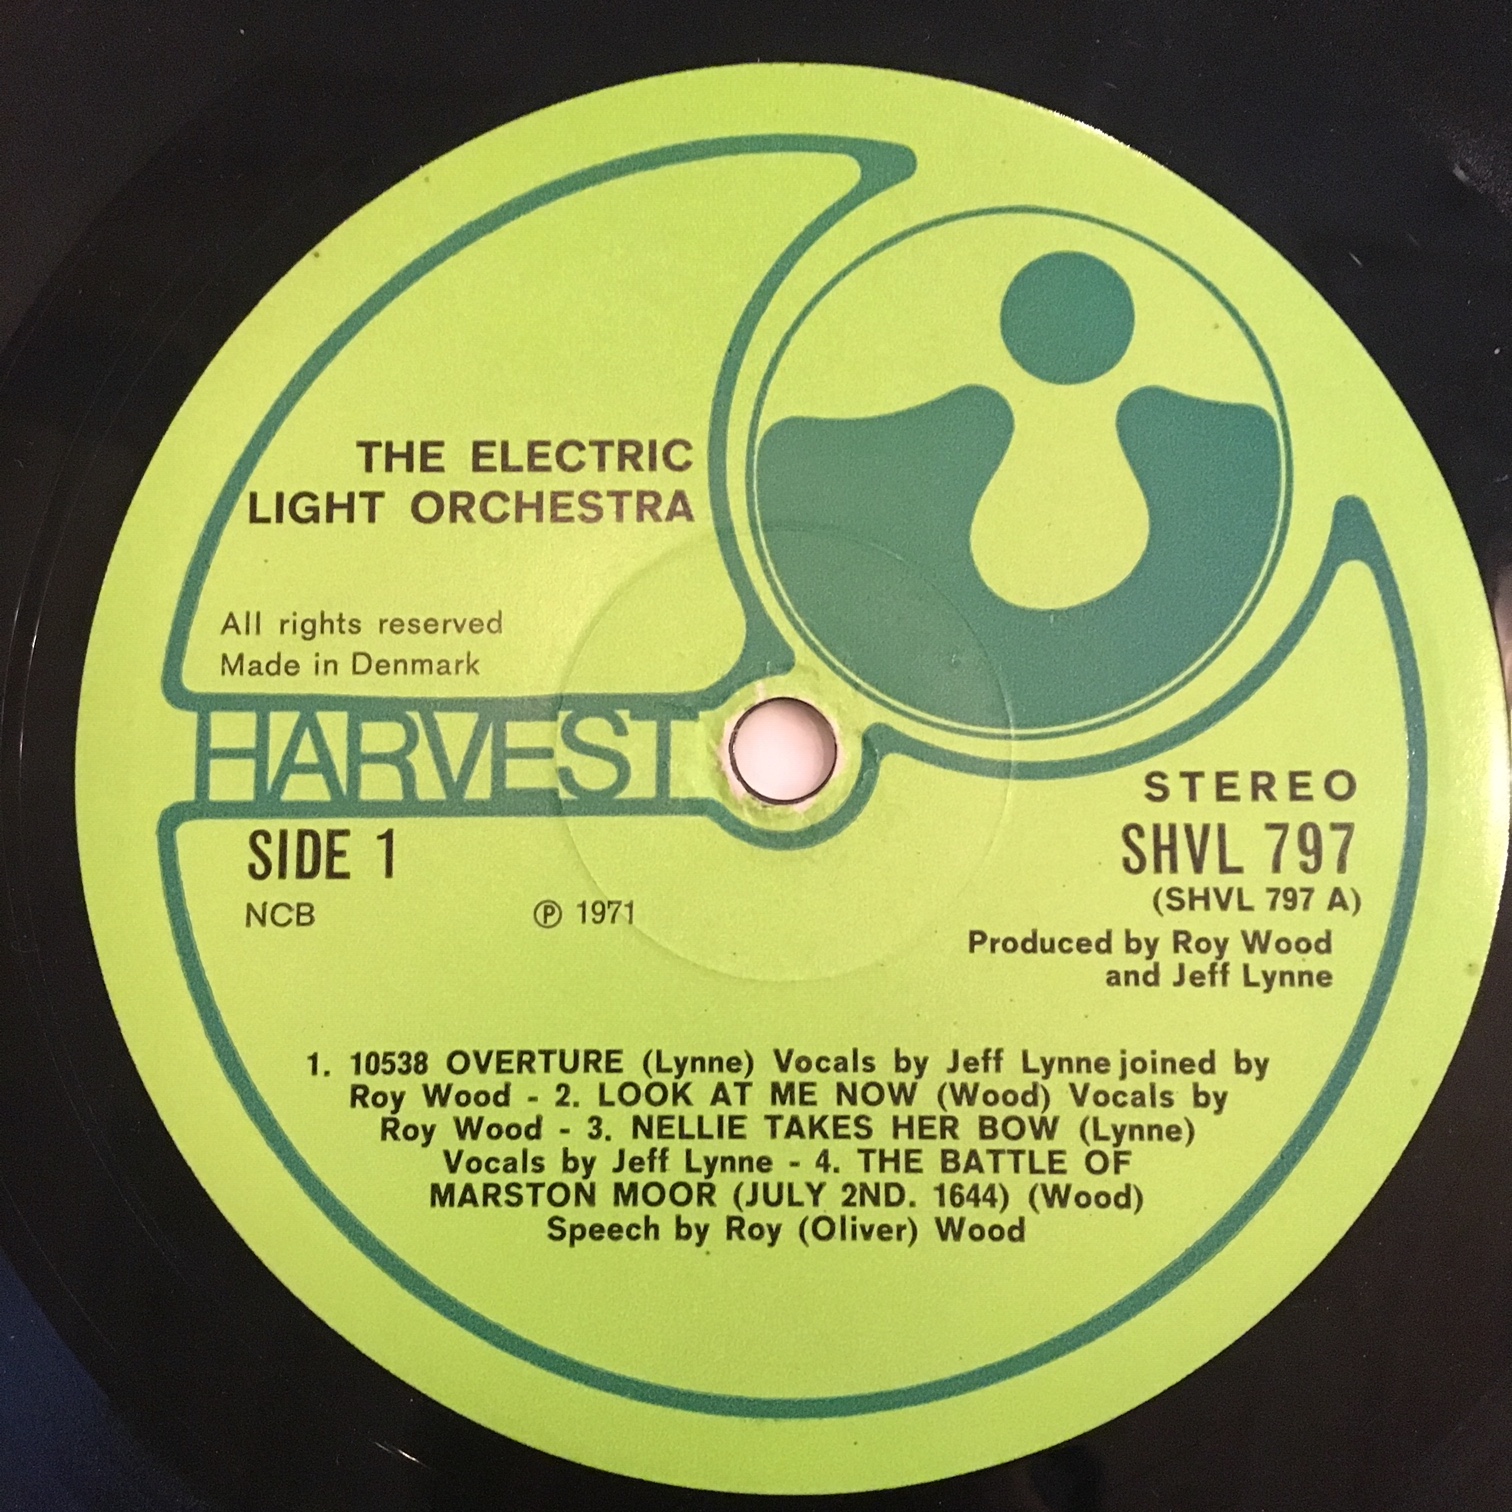 THE ELECTRIC
LIGHT ORCHESTRA
All rights reserved
Made in Denmark
HARVEST
SIDE 1
NCB
℗ 1971
STEREO
SHVL 797
(SHVL 797 A)
Produced by Roy Wood
and Jeff Lynne
1. 10538 OVERTURE (Lynne) Vocals by Jeff Lynne joined by
Roy Wood - 2. LOOK AT ME NOW (Wood) Vocals by
Roy Wood - 3. NELLIE TAKES HER BOW (Lynne)
Vocals by Jeff Lynne - 4. THE BATTLE OF
MARSTON MOOR (JULY 2ND. 1644) (Wood)
Speech by Roy (Oliver) Wood